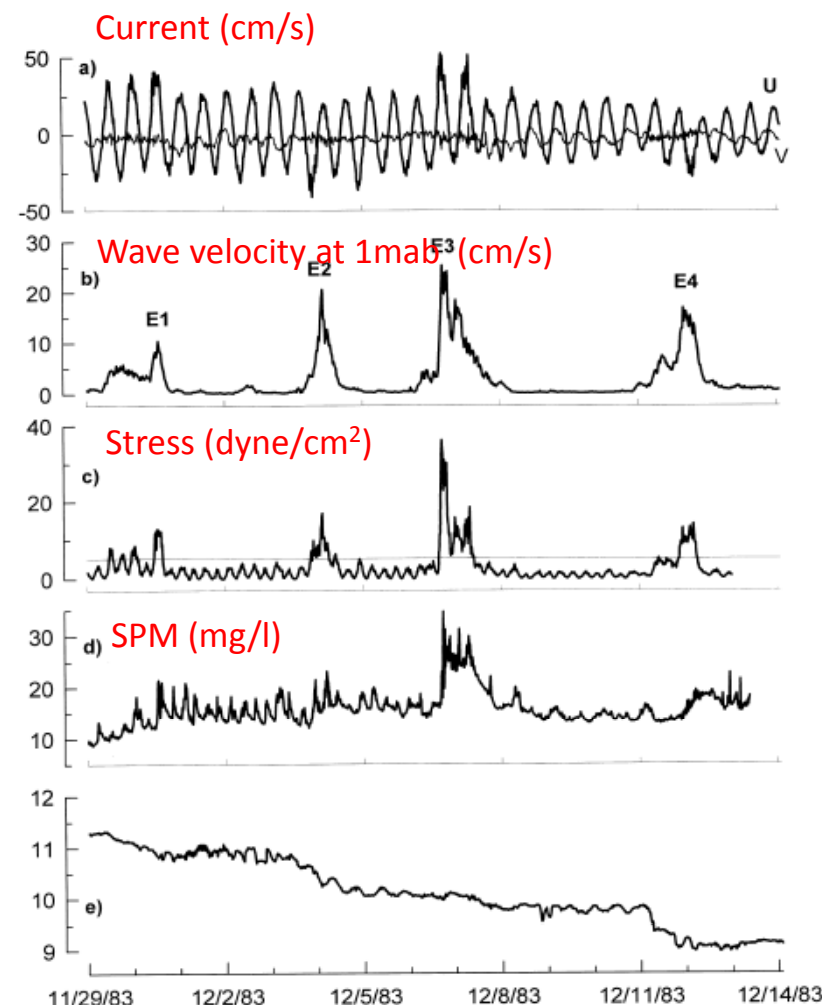 Current (cm/s)
50
a)
U
0
V
-50
30
Wave velocity at 1mab (cm/s)
E3
E2
b)
E4
20
E1
10
0
40
Stress (dyne/cm²)
c)
20
0
30
d)
SPM (mg/l)
20
10
12
11
10
e)
9
11/29/83 12/2/83 12/5/83 12/8/83 12/11/83 12/14/83